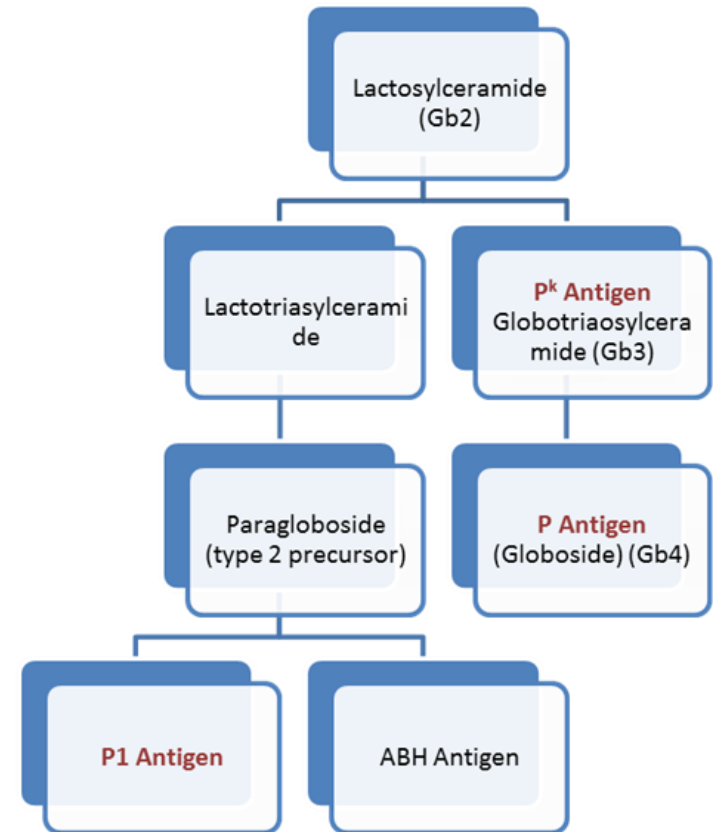 Lactosylceramide
(Gb2)
Lactotriasylcerami
de
Pᵏ Antigen
Globotriaosylcera
mide (Gb3)
Paragloboside
(type 2 precursor)
P Antigen
(Globoside) (Gb4)
P1 Antigen
ABH Antigen